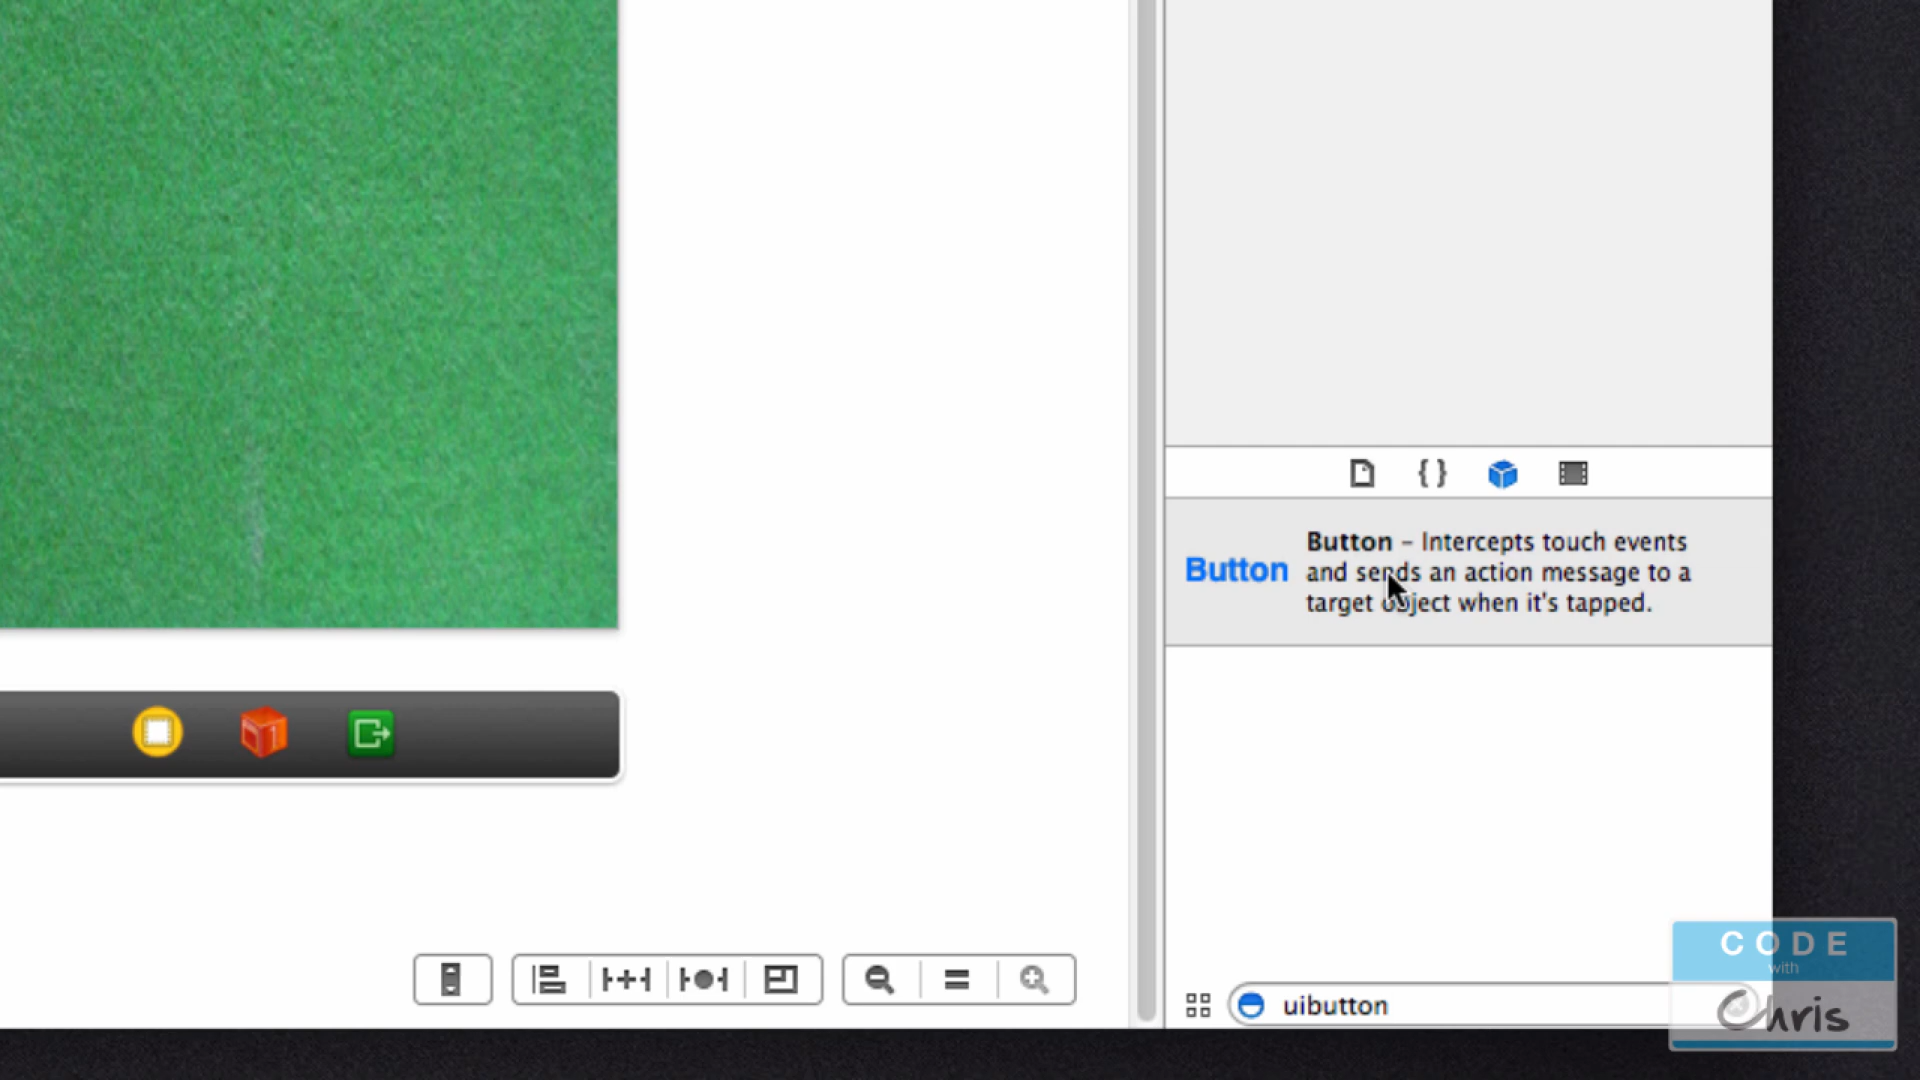 Button
Button – Intercepts touch events
and sends an action message to a
target object when it's tapped.
uibutton
CODE
with
Chris